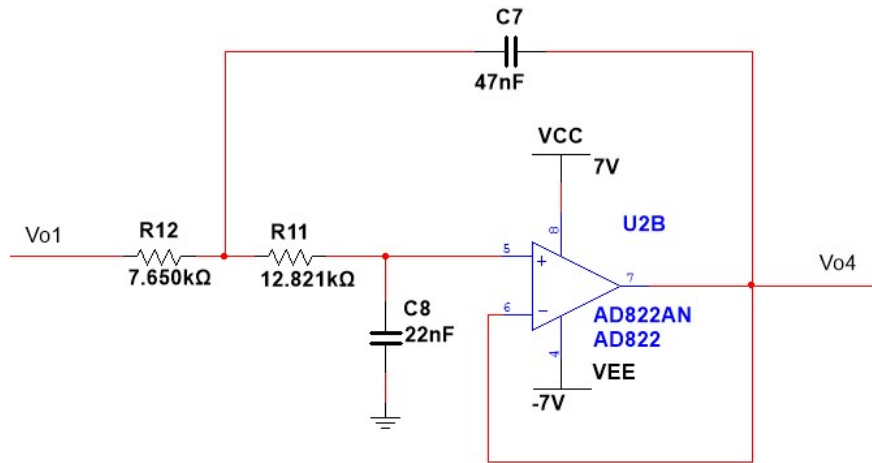 C7
47nF
VCC
7V
Vo1
R12
7.650kΩ
R11
12.821kΩ
U2B
8
5
+
7
Vo4
6
−
C8
22nF
AD822AN
AD822
4
VEE
-7V